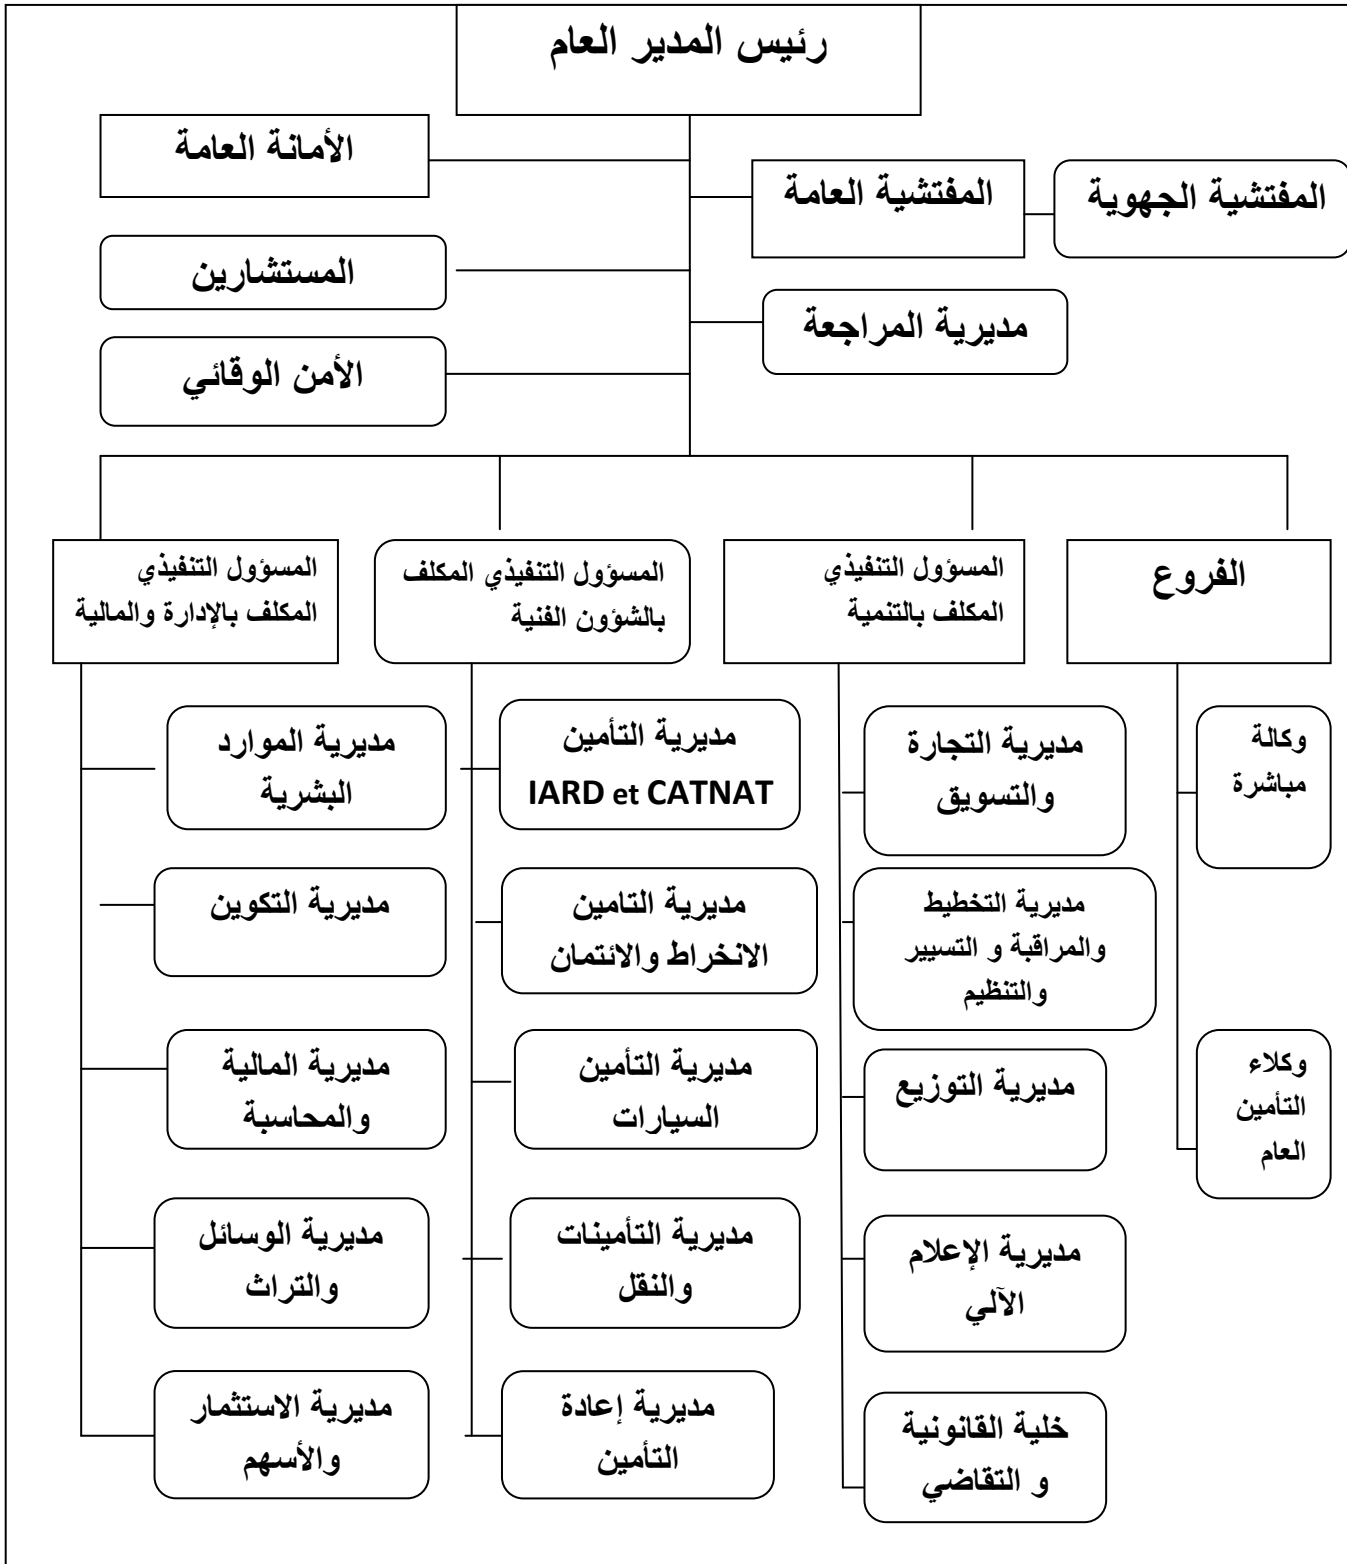 رئيس المدير العام
الأمانة العامة
المفتشية العامة
المفتشية الجهوية
المستشارين
مديرية المراجعة
الأمن الوقائي
الفروع
المسؤول التنفيذي
المكلف بالتنمية
المسؤول التنفيذي المكلف
بالشؤون الفنية
المسؤول التنفيذي
المكلف بالإدارة والمالية
وكالة
مباشرة
وكلاء
التأمين
العام
مديرية التجارة
والتسويق
مديرية التخطيط
والمراقبة و التسيير
والتنظيم
مديرية التوزيع
مديرية الإعلام
الآلي
خلية القانونية
و التقاضي
مديرية التأمين
IARD et CATNAT
مديرية التامين
الانخراط والائتمان
مديرية التأمين
السيارات
مديرية التأمينات
والنقل
مديرية إعادة
التأمين
مديرية الموارد
البشرية
مديرية التكوين
مديرية المالية
والمحاسبة
مديرية الوسائل
والتراث
مديرية الاستثمار
والأسهم